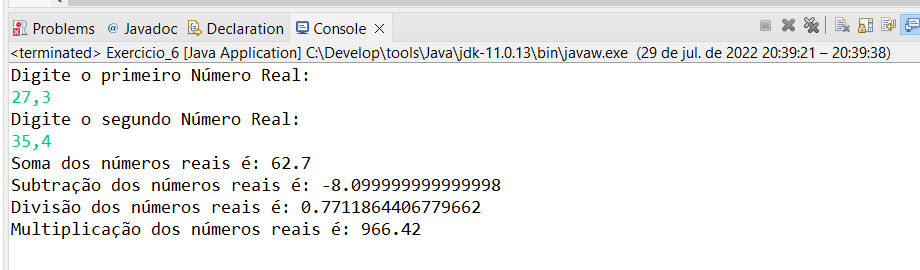 Problems @ Javadoc Declaration Console
<terminated> Exercicio_6 [Java Application] C:\Develop\tools\Java\jdk-11.0.13\bin\javaw.exe (29 de jul. de 2022 20:39:21 – 20:39:38)
Digite o primeiro Número Real:
27,3
Digite o segundo Número Real:
35,4
Soma dos números reais é: 62.7
Subtração dos números reais é: -8.099999999999998
Divisão dos números reais é: 0.7711864406779662
Multiplicação dos números reais é: 966.42